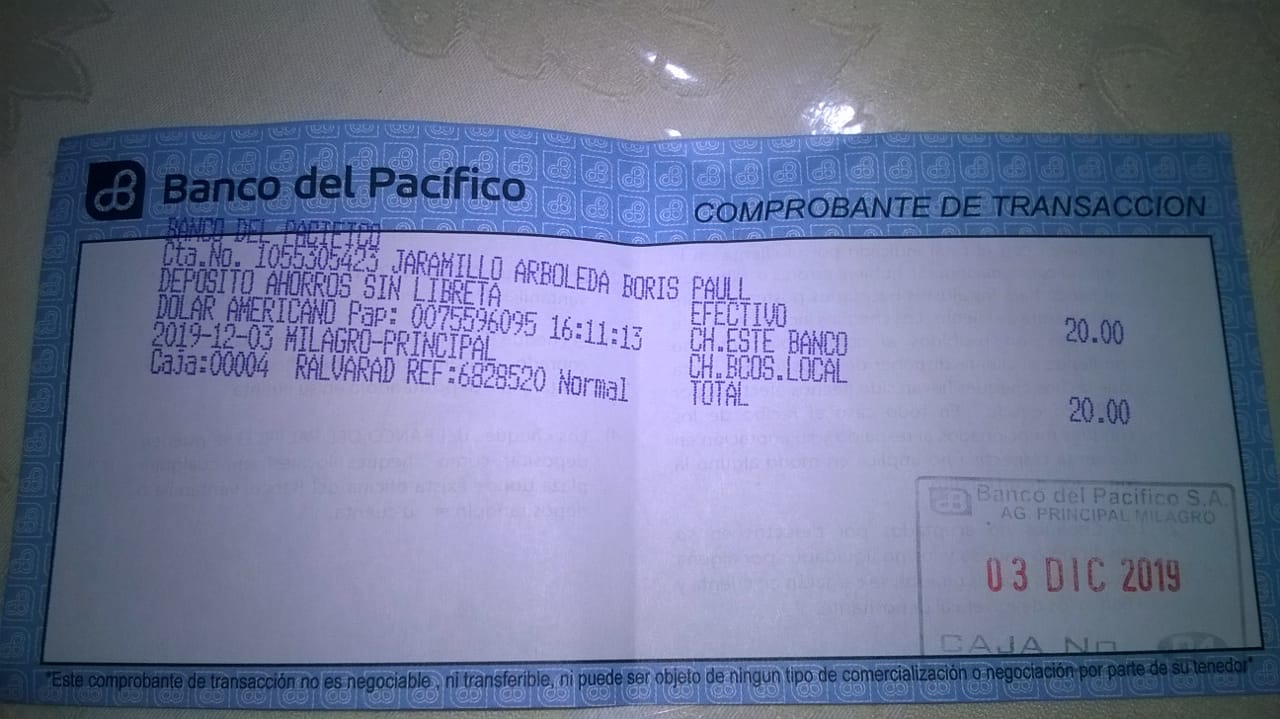 Banco del Pacífico
COMPROBANTE DE TRANSACCION
BANCO DEL PACIFICO
Cta.No. 1055305423 JARAMILLO ARBOLEDA BORIS PAULL
DEPOSITO AHORROS SIN LIBRETA
DOLAR AMERICANO Pap: 0075596095 16:11:13
2019-12-03 MILAGRO-PRINCIPAL
Caja:00004 RALVARAD REF:6828520 Normal
EFECTIVO 20.00
CH.ESTE BANCO
CH.BCOS.LOCAL
TOTAL 20.00
Banco del Pacífico S.A.
AG. PRINCIPAL MILAGRO
03 DIC 2019
CAJA No
*Este comprobante de transacción no es negociable , ni transferible, ni puede ser objeto de ningun tipo de comercialización o negociación por parte de su tenedor*